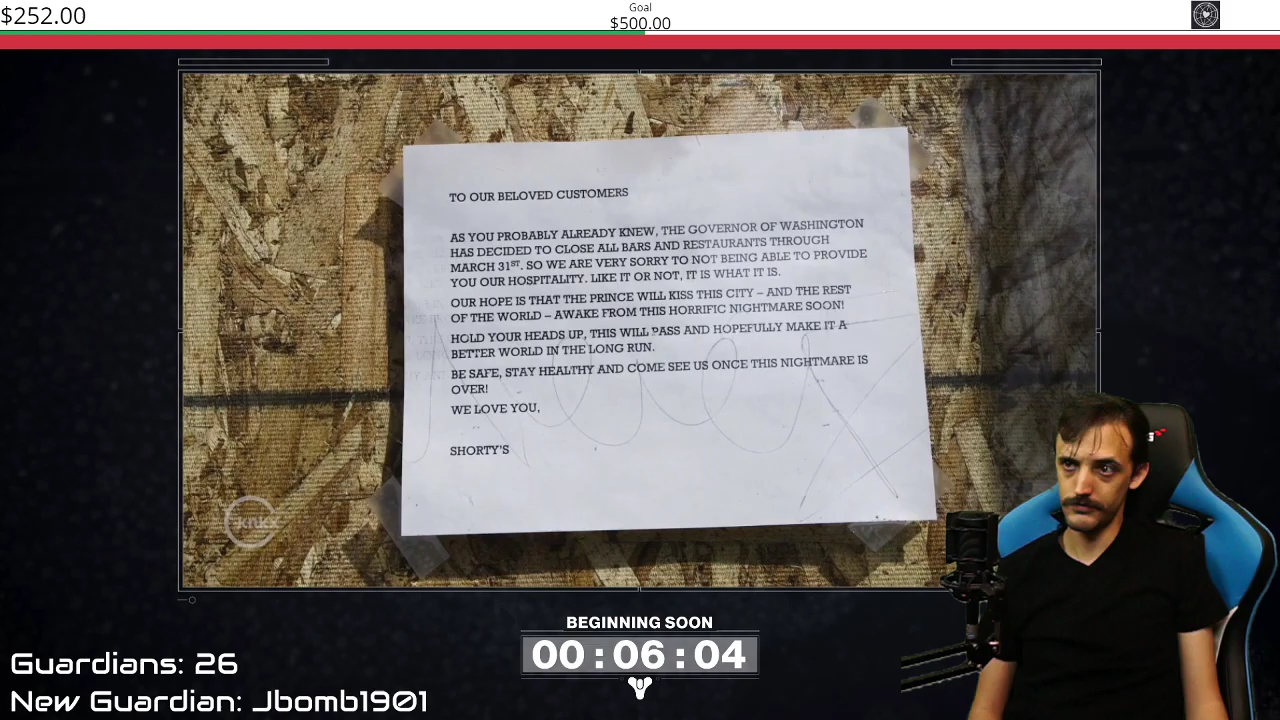 $252.00
Goal
$500.00
TO OUR BELOVED CUSTOMERS
AS YOU PROBABLY ALREADY KNEW, THE GOVERNOR OF WASHINGTON
HAS DECIDED TO CLOSE ALL BARS AND RESTAURANTS THROUGH
MARCH 31ST. SO WE ARE VERY SORRY TO NOT BEING ABLE TO PROVIDE
YOU OUR HOSPITALITY. LIKE IT OR NOT, IT IS WHAT IT IS.
OUR HOPE IS THAT THE PRINCE WILL KISS THIS CITY – AND THE REST
OF THE WORLD – AWAKE FROM THIS HORRIFIC NIGHTMARE SOON!
HOLD YOUR HEADS UP, THIS WILL PASS AND HOPEFULLY MAKE IT A
BETTER WORLD IN THE LONG RUN.
BE SAFE, STAY HEALTHY AND COME SEE US ONCE THIS NIGHTMARE IS
OVER!
WE LOVE YOU,
SHORTY'S
knkx
BEGINNING SOON
00:06:04
Guardians: 26
New Guardian: Jbomb1901